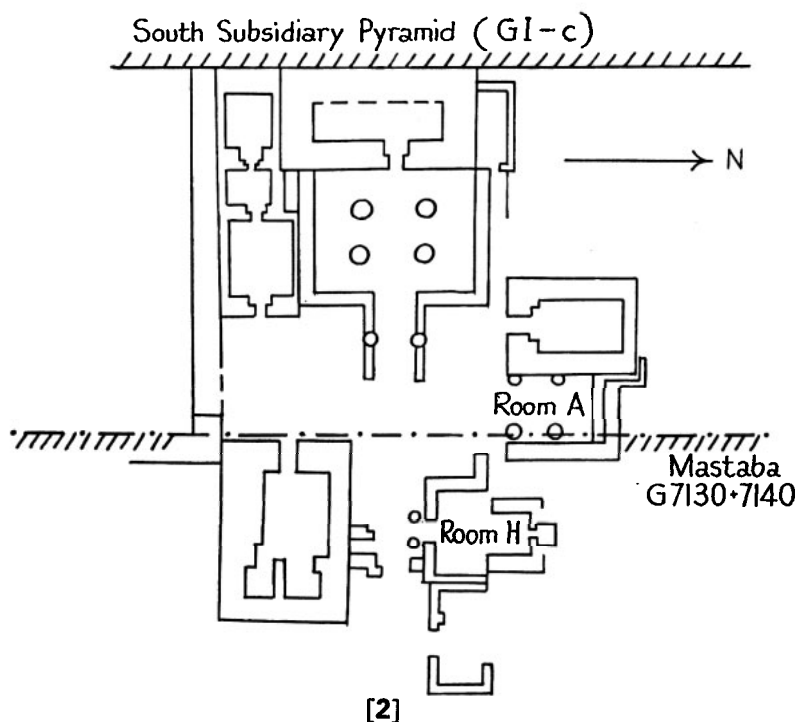 South Subsidiary Pyramid (GI-c)
N
Room A
Mastaba
G7130+7140
Room H
[2]